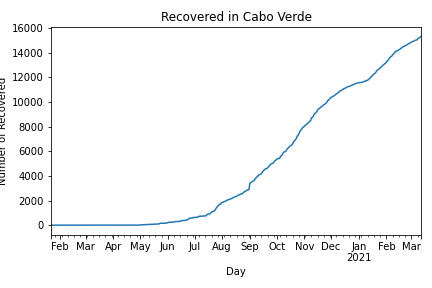 Recovered in Cabo Verde
Number of Recovered
16000
14000
12000
10000
8000
6000
4000
2000
0
Feb Mar Apr May Jun Jul Aug Sep Oct Nov Dec Jan Feb Mar
2021
Day